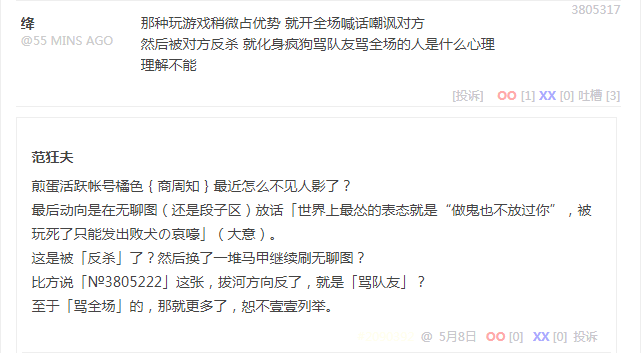 3805317
绛
@55 MINS AGO
那种玩游戏稍微占优势 就开全场喊话嘲讽对方
然后被对方反杀 就化身疯狗骂队友骂全场的人是什么心理
理解不能
[投诉] OO [1] XX [0] 吐槽 [3]
范狂夫
煎蛋活跃帐号橘色｛商周知｝最近怎么不见人影了？
最后动向是在无聊图（还是段子区）放话「世界上最怂的表态就是“做鬼也不放过你”，被
玩死了只能发出败犬の哀嚎」（大意）。
这是被「反杀」了？然后换了一堆马甲继续刷无聊图？
比方说「№3805222」这张，拔河方向反了，就是「骂队友」？
至于「骂全场」的，那就更多了，恕不壹壹列举。
@ 5月8日 OO [0] XX [0] 投诉